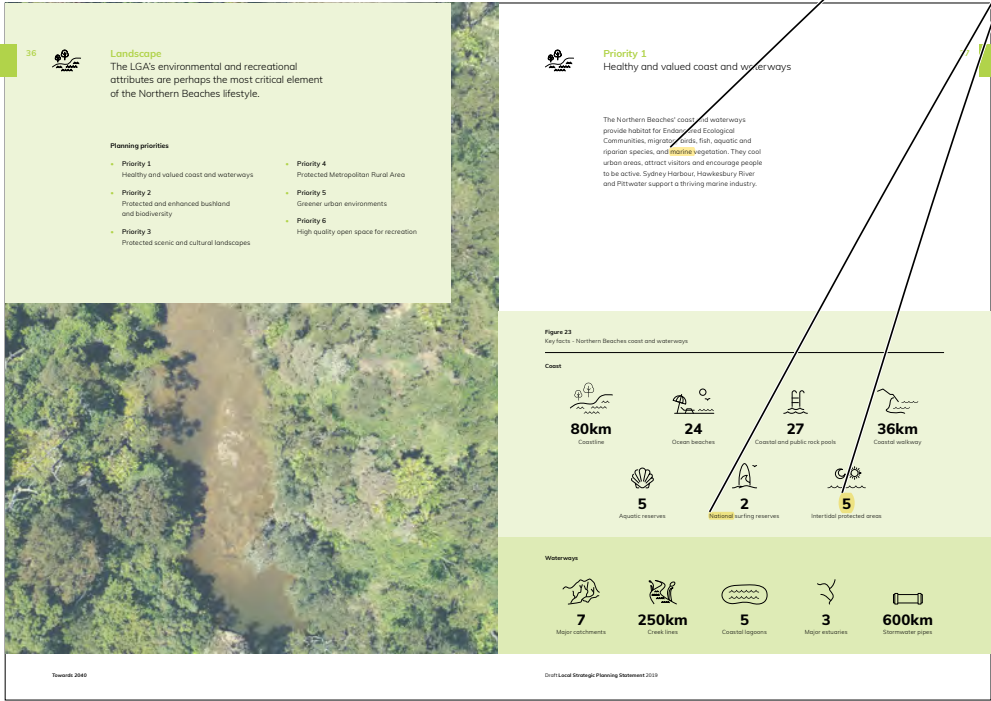 36
Landscape
The LGA's environmental and recreational
attributes are perhaps the most critical element
of the Northern Beaches lifestyle.
Planning priorities
Priority 1
Healthy and valued coast and waterways
Priority 2
Protected and enhanced bushland
and biodiversity
Priority 3
Protected scenic and cultural landscapes
Priority 4
Protected Metropolitan Rural Area
Priority 5
Greener urban environments
Priority 6
High quality open space for recreation
Towards 2040
Priority 1
Healthy and valued coast and waterways
The Northern Beaches' coast and waterways
provide habitat for Endangered Ecological
Communities, migratory birds, fish, aquatic and
riparian species, and marine vegetation. They cool
urban areas, attract visitors and encourage people
to be active. Sydney Harbour, Hawkesbury River
and Pittwater support a thriving marine industry.
Figure 23
Key facts - Northern Beaches coast and waterways
Coast
80km
Coastline
24
Ocean beaches
27
Coastal and public rock pools
36km
Coastal walkway
5
Aquatic reserves
2
National surfing reserves
5
Intertidal protected areas
Waterways
7
Major catchments
250km
Creek lines
5
Coastal lagoons
3
Major estuaries
600km
Stormwater pipes
Draft Local Strategic Planning Statement 2019